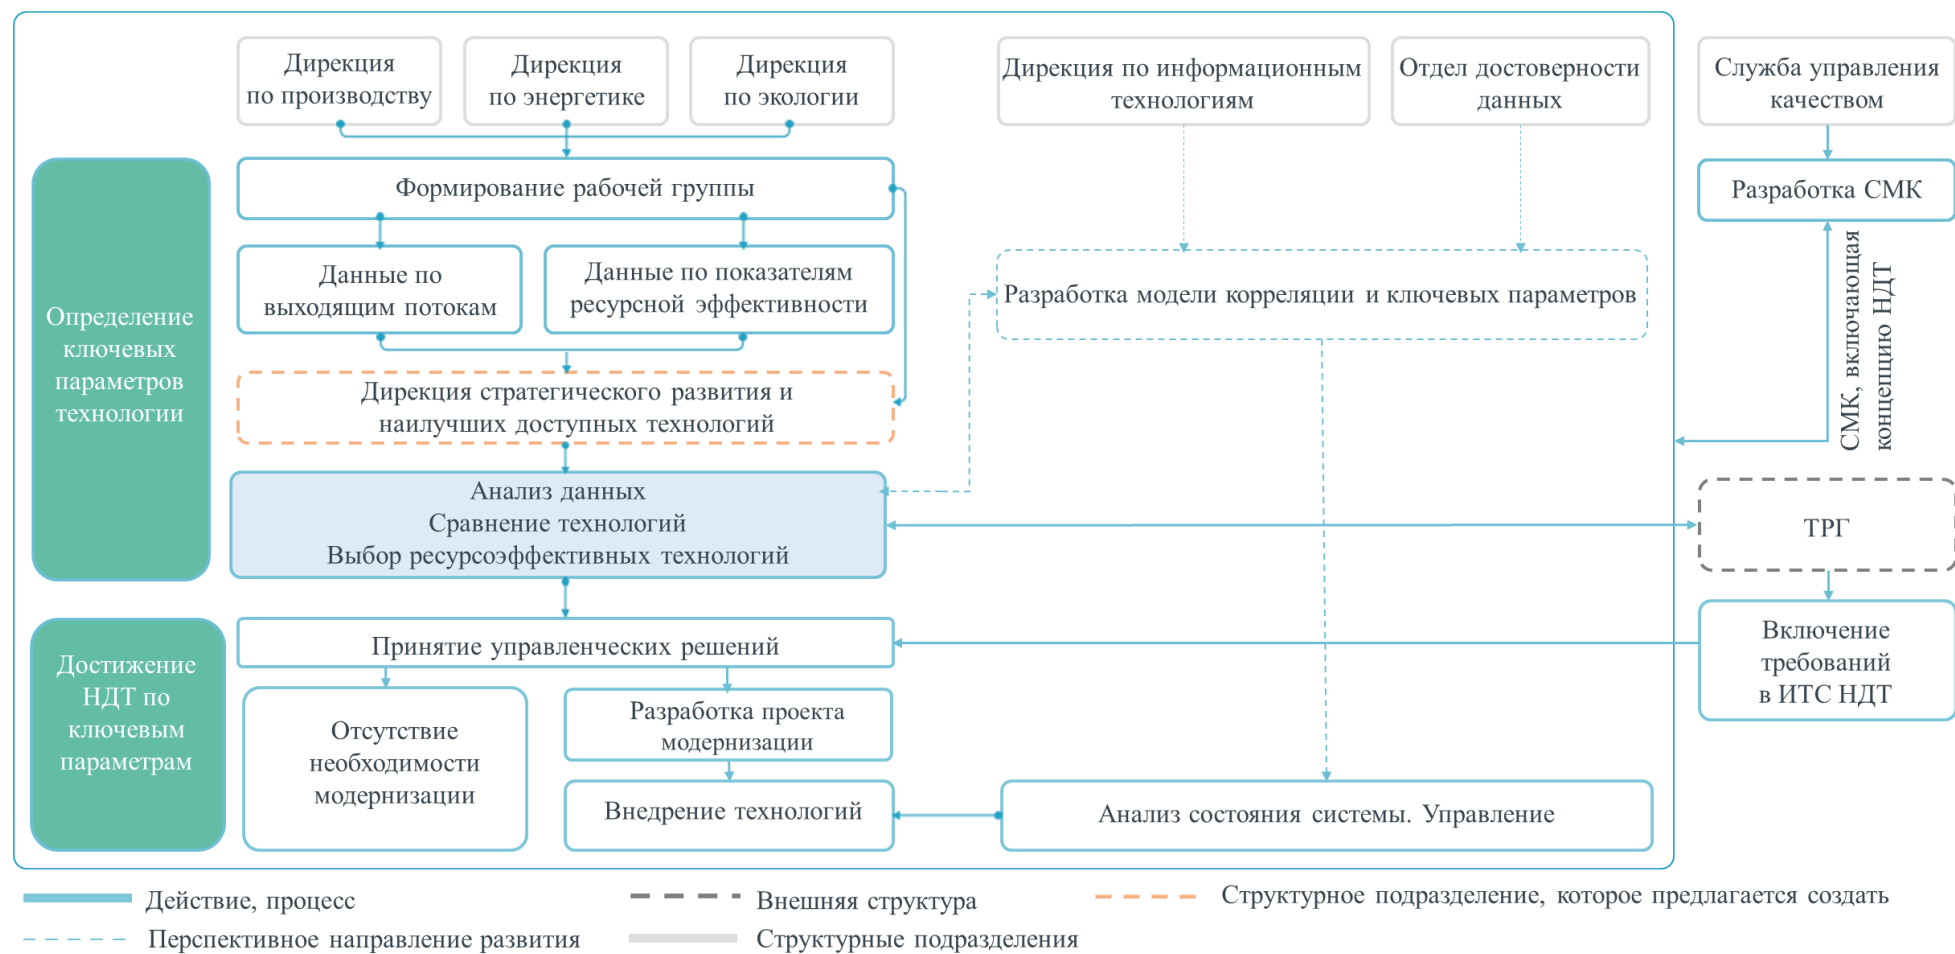 Дирекция
по производству
Дирекция
по энергетике
Дирекция
по экологии
Дирекция по информационным
технологиям
Отдел достоверности
данных
Служба управления
качеством
Формирование рабочей группы
Разработка СМК
Данные по
выходящим потокам
Данные по показателям
ресурсной эффективности
Разработка модели корреляции и ключевых параметров
СМК, включающая
концепцию НДТ
Определение
ключевых
параметров
технологии
Дирекция стратегического развития и
наилучших доступных технологий
Анализ данных
Сравнение технологий
Выбор ресурсоэффективных технологий
ТРГ
Принятие управленческих решений
Включение
требований
в ИТС НДТ
Достижение
НДТ по
ключевым
параметрам
Отсутствие
необходимости
модернизации
Разработка проекта
модернизации
Внедрение технологий
Анализ состояния системы. Управление
Действие, процесс
Внешняя структура
Структурное подразделение, которое предлагается создать
Перспективное направление развития
Структурные подразделения